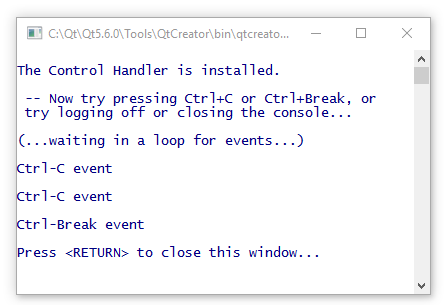 C:\Qt\Qt5.6.0\Tools\QtCreator\bin\qtcreato...
The Control Handler is installed.
-- Now try pressing Ctrl+C or Ctrl+Break, or
try logging off or closing the console...
(...waiting in a loop for events...)
Ctrl-C event
Ctrl-C event
Ctrl-Break event
Press <RETURN> to close this window...